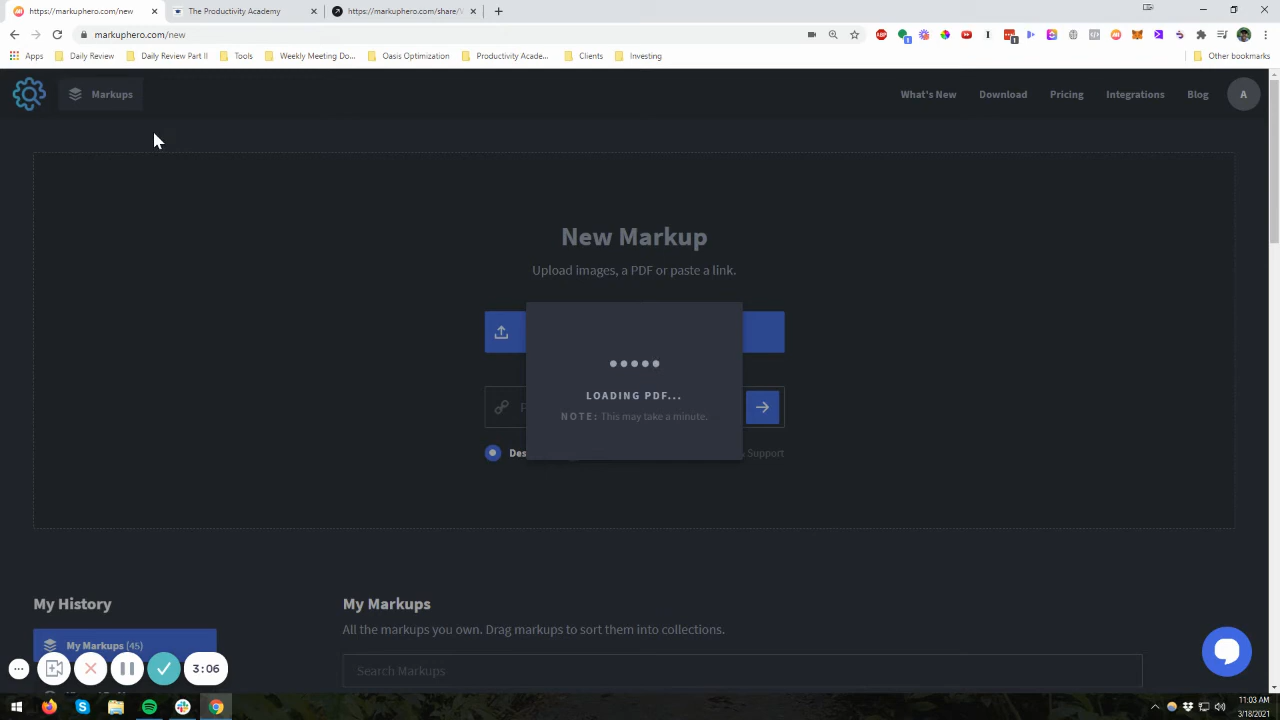 https://markuphero.com/new
The Productivity Academy
https://markuphero.com/share/V
markuphero.com/new
Apps
Daily Review
Daily Review Part II
Tools
Weekly Meeting Do...
Oasis Optimization
Productivity Acade...
Clients
Investing
Other bookmarks
Markups
What's New
Download
Pricing
Integrations
Blog
A
New Markup
Upload images, a PDF or paste a link.
LOADING PDF...
NOTE: This may take a minute.
Support
My History
My Markups
All the markups you own. Drag markups to sort them into collections.
My Markups (45)
Search Markups
3:06
11:03 AM
3/18/2021